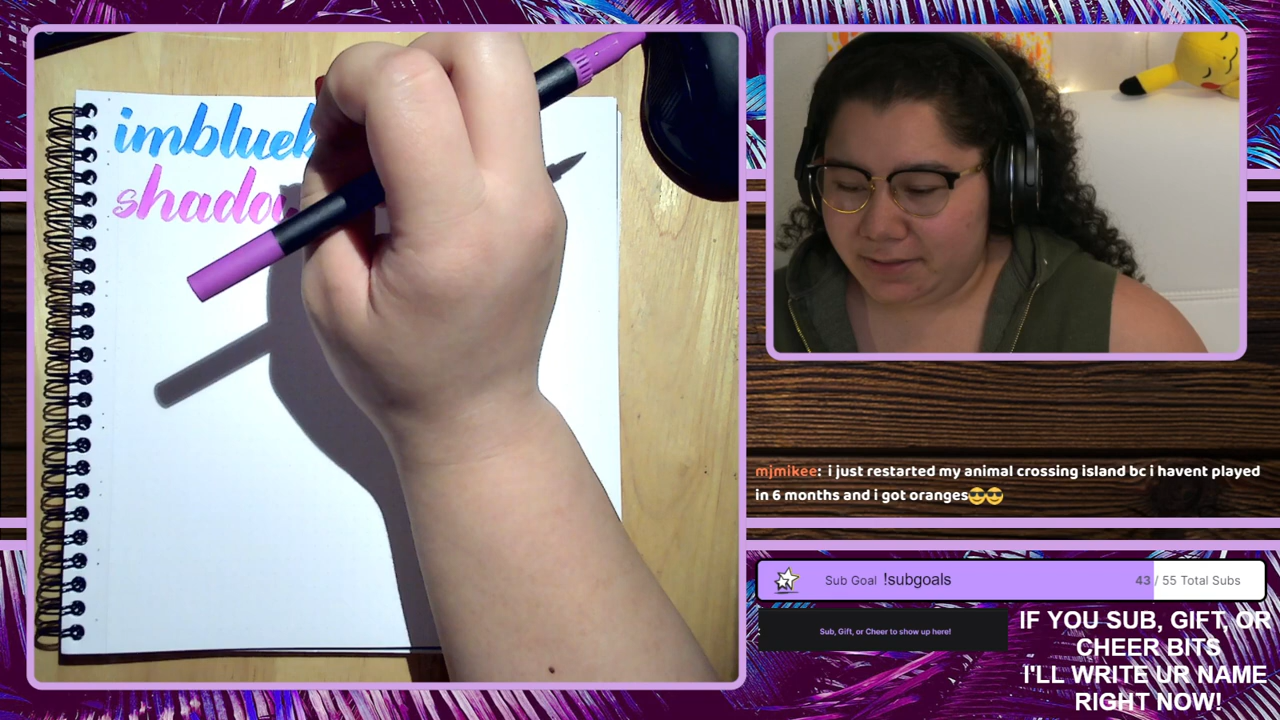 mjmikee: i just restarted my animal crossing island bc i havent played
in 6 months and i got oranges😎😎
Sub Goal !subgoals
43 / 55 Total Subs
Sub, Gift, or Cheer to show up here!
IF YOU SUB, GIFT, OR
CHEER BITS
I'LL WRITE UR NAME
RIGHT NOW!